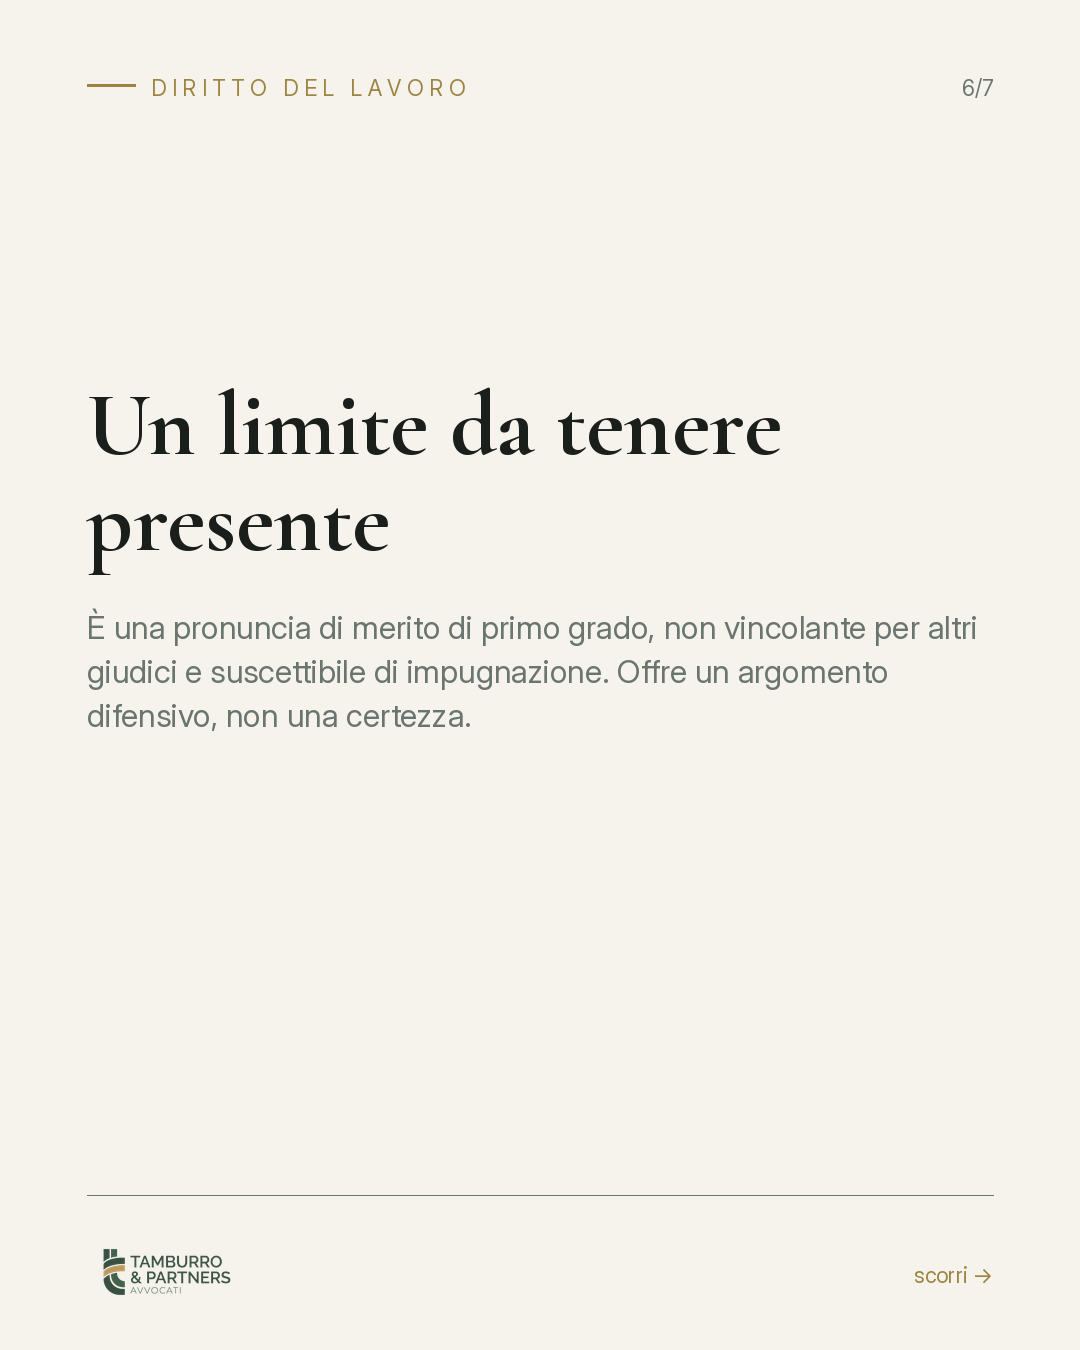 DIRITTO DEL LAVORO
6/7
Un limite da tenere
presente
È una pronuncia di merito di primo grado, non vincolante per altri
giudici e suscettibile di impugnazione. Offre un argomento
difensivo, non una certezza.
TAMBURRO
& PARTNERS
AVVOCATI
scorri →